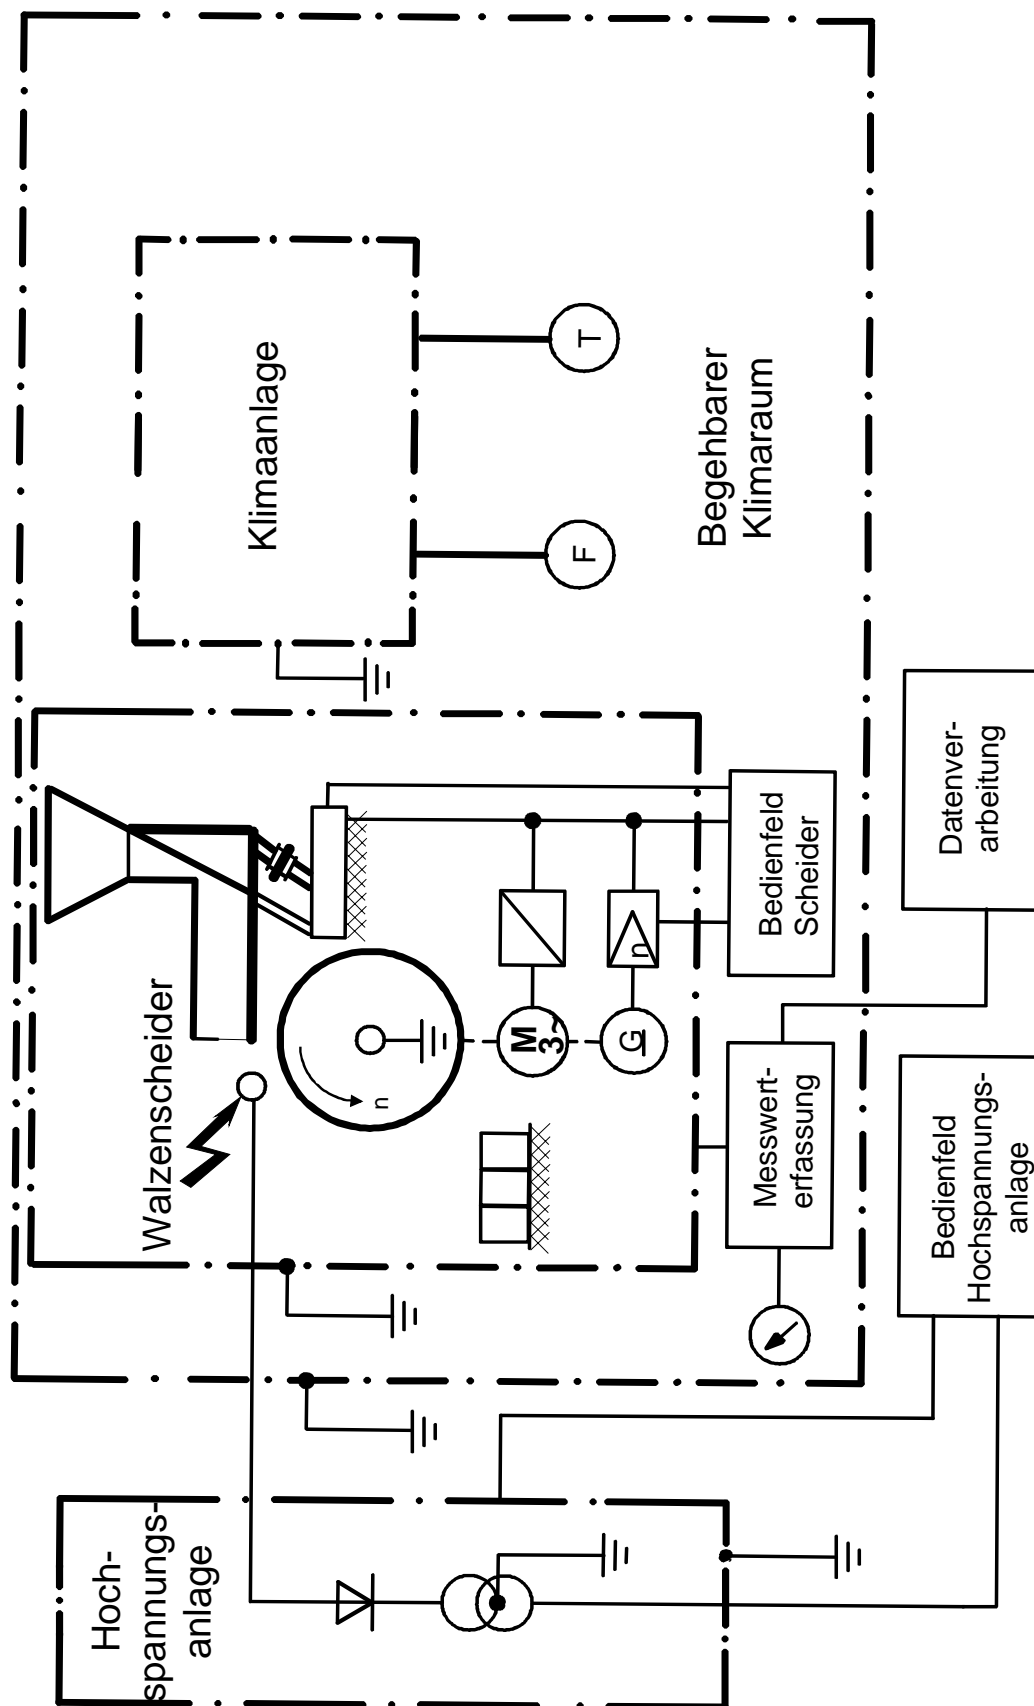 Hoch-
spannungs-
anlage
Walzenscheider
n
M
3~
G
n
Klimaanlage
F
T
Begehbarer
Klimaraum
Messwert-
erfassung
Bedienfeld
Scheider
Bedienfeld
Hochspannungs-
anlage
Datenver-
arbeitung